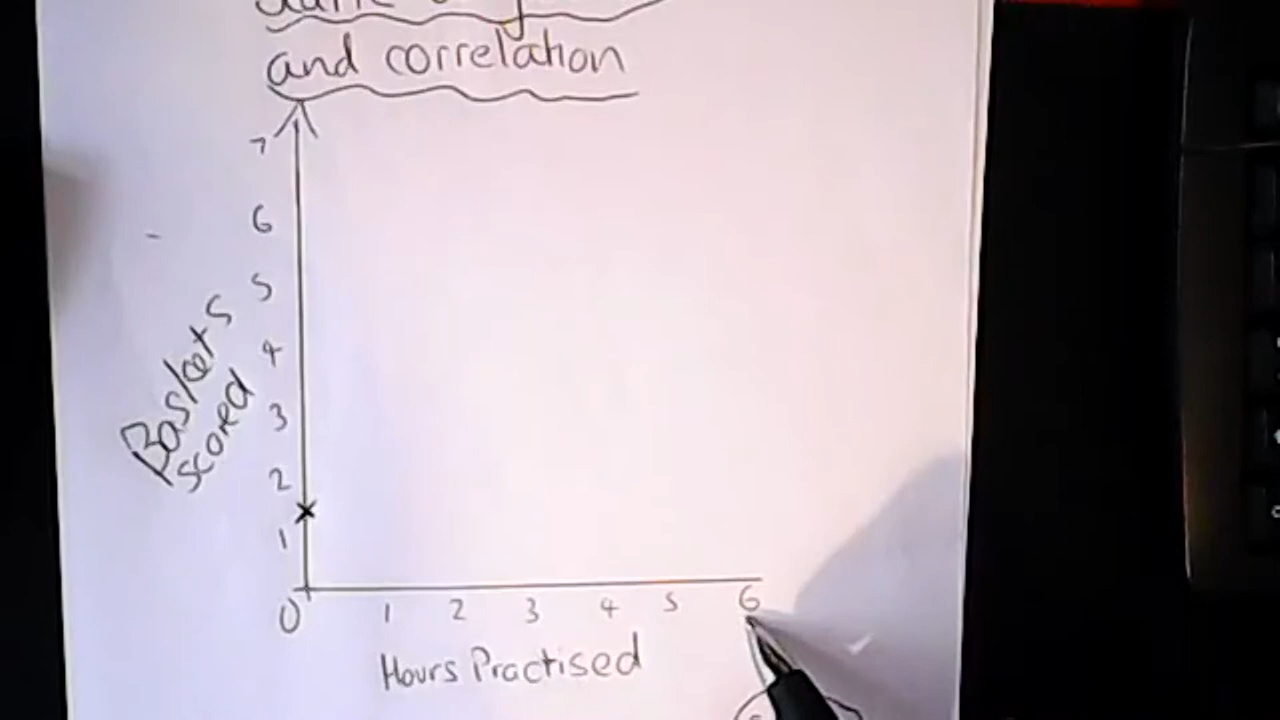 and correlation
7
6
5
4
3
2
1
0
1 2 3 4 5 6
Baskets
scored
Hours Practised